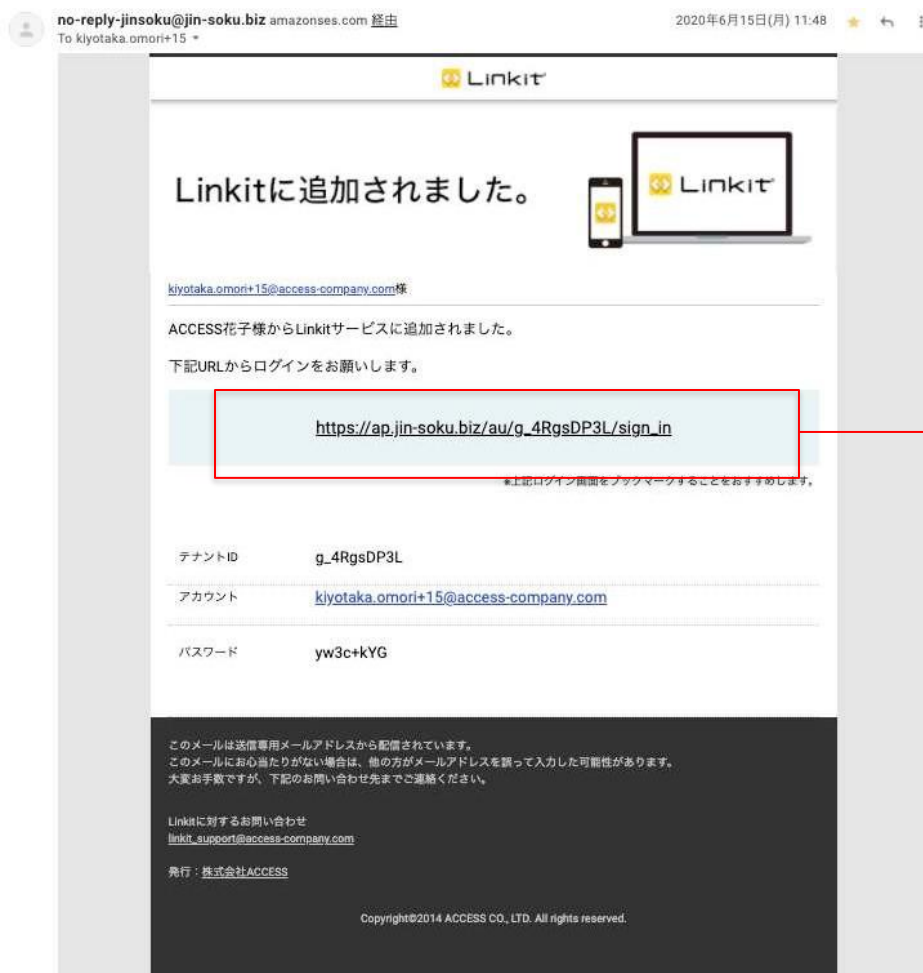 no-reply-jinsoku@jin-soku.biz amazonses.com 経由
2020年6月15日(月) 11:48
To kiyotaka.omori+15
Linkit
Linkitに追加されました。
Linkit
kiyotaka.omori+15@access-company.com様
ACCESS花子様からLinkitサービスに追加されました。
下記URLからログインをお願いします。
https://ap.jin-soku.biz/au/g_4RgsDP3L/sign_in
※上記ログイン画面をブックマークすることをおすすめします。
テナントID g_4RgsDP3L
アカウント kiyotaka.omori+15@access-company.com
パスワード yw3c+kYG
このメールは送信専用メールアドレスから配信されています。
このメールにお心当たりがない場合は、他の方がメールアドレスを誤って入力した可能性があります。
大変お手数ですが、下記のお問い合わせ先までご連絡ください。
Linkitに対するお問い合わせ
linkit_support@access-company.com
発行：株式会社ACCESS
Copyright©2014 ACCESS CO., LTD. All rights reserved.